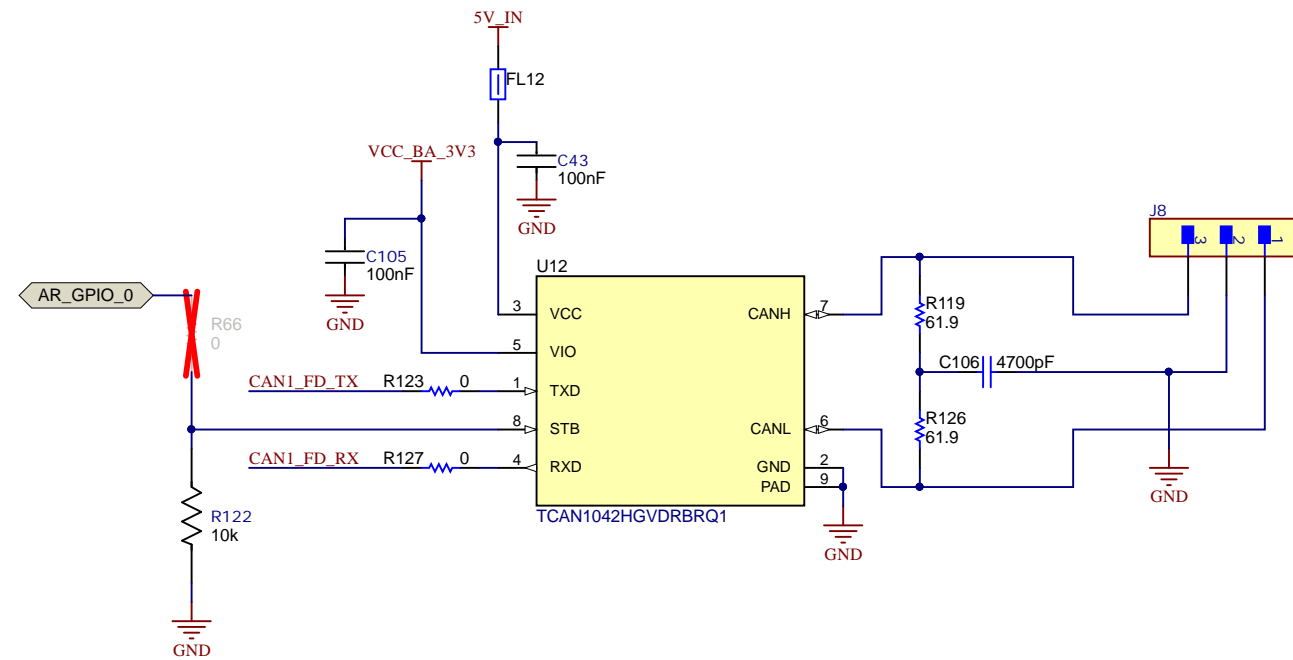 5V_IN
FL12
VCC_BA_3V3
C43
100nF
GND
J8
3 2 1
C105
100nF
GND
U12
AR_GPIO_0
R66
0
3 VCC
CANH 7
R119
61.9
5 VIO
C106 4700pF
CAN1_FD_TX R123 0 1 TXD
8 STB
CANL 6
R126
61.9
CAN1_FD_RX R127 0 4 RXD
GND 2
PAD 9
GND
R122
10k
TCAN1042HGVDRBRQ1
GND
GND